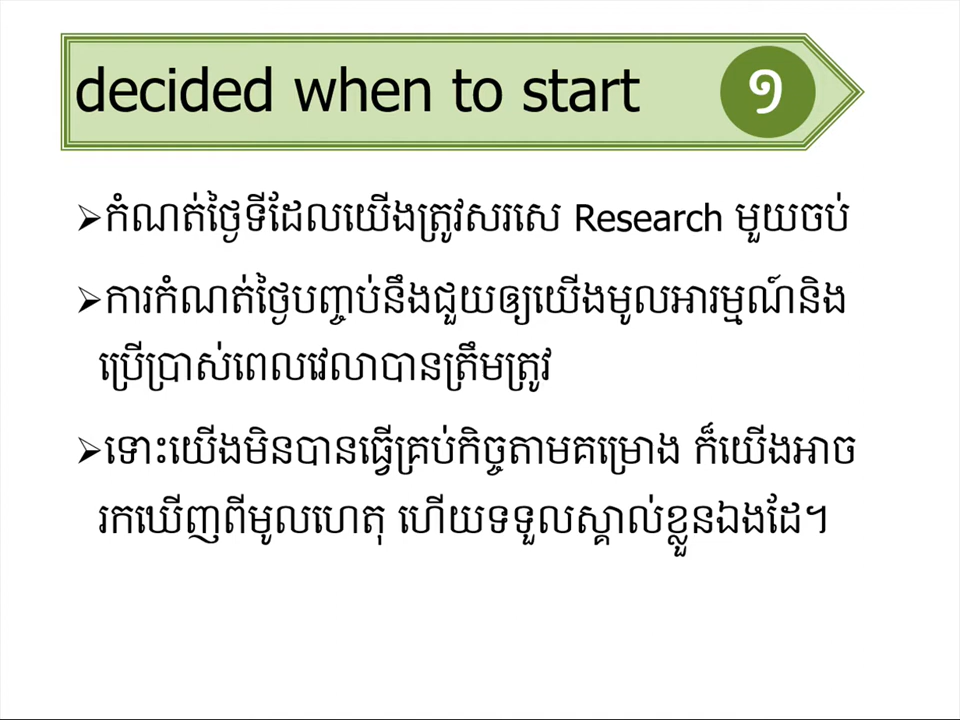 decided when to start ១
➢កំណត់ថ្ងៃទីដែលយើងត្រូវសរសេ Research មួយចប់
➢ការកំណត់ថ្ងៃបញ្ចប់នឹងជួយឲ្យយើងមូលអារម្មណ៍និង
ប្រើប្រាស់ពេលវេលាបានត្រឹមត្រូវ
➢ទោះយើងមិនបានធ្វើគ្រប់កិច្ចតាមគម្រោង ក៏យើងអាច
រកឃើញពីមូលហេតុ ហើយទទួលស្គាល់ខ្លួនឯងដែ។